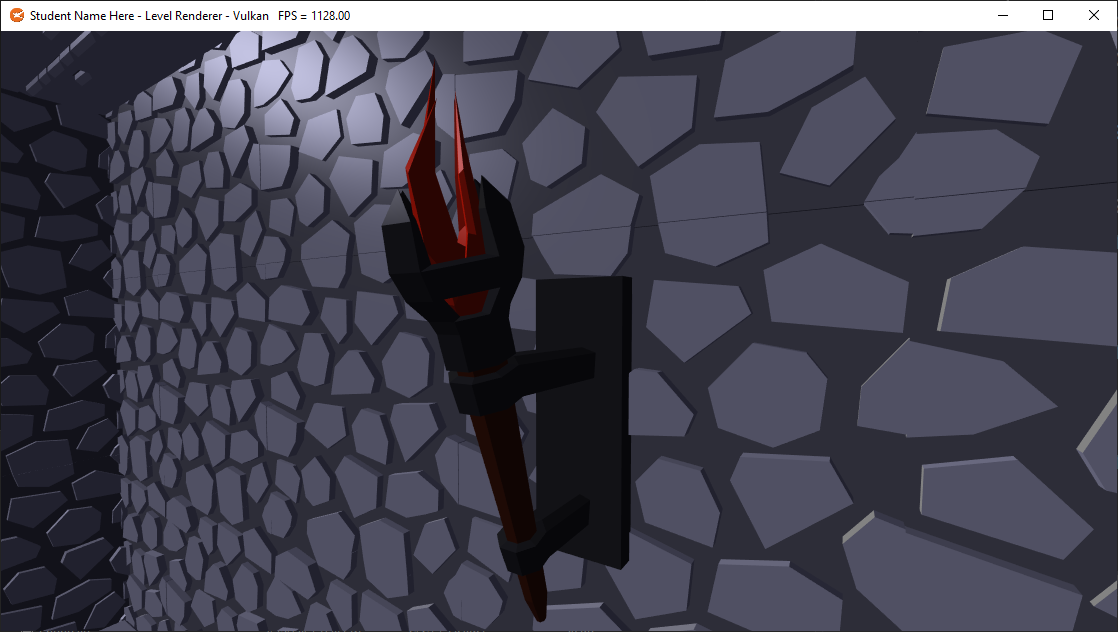 Student Name Here - Level Renderer - Vulkan   FPS = 1128.00